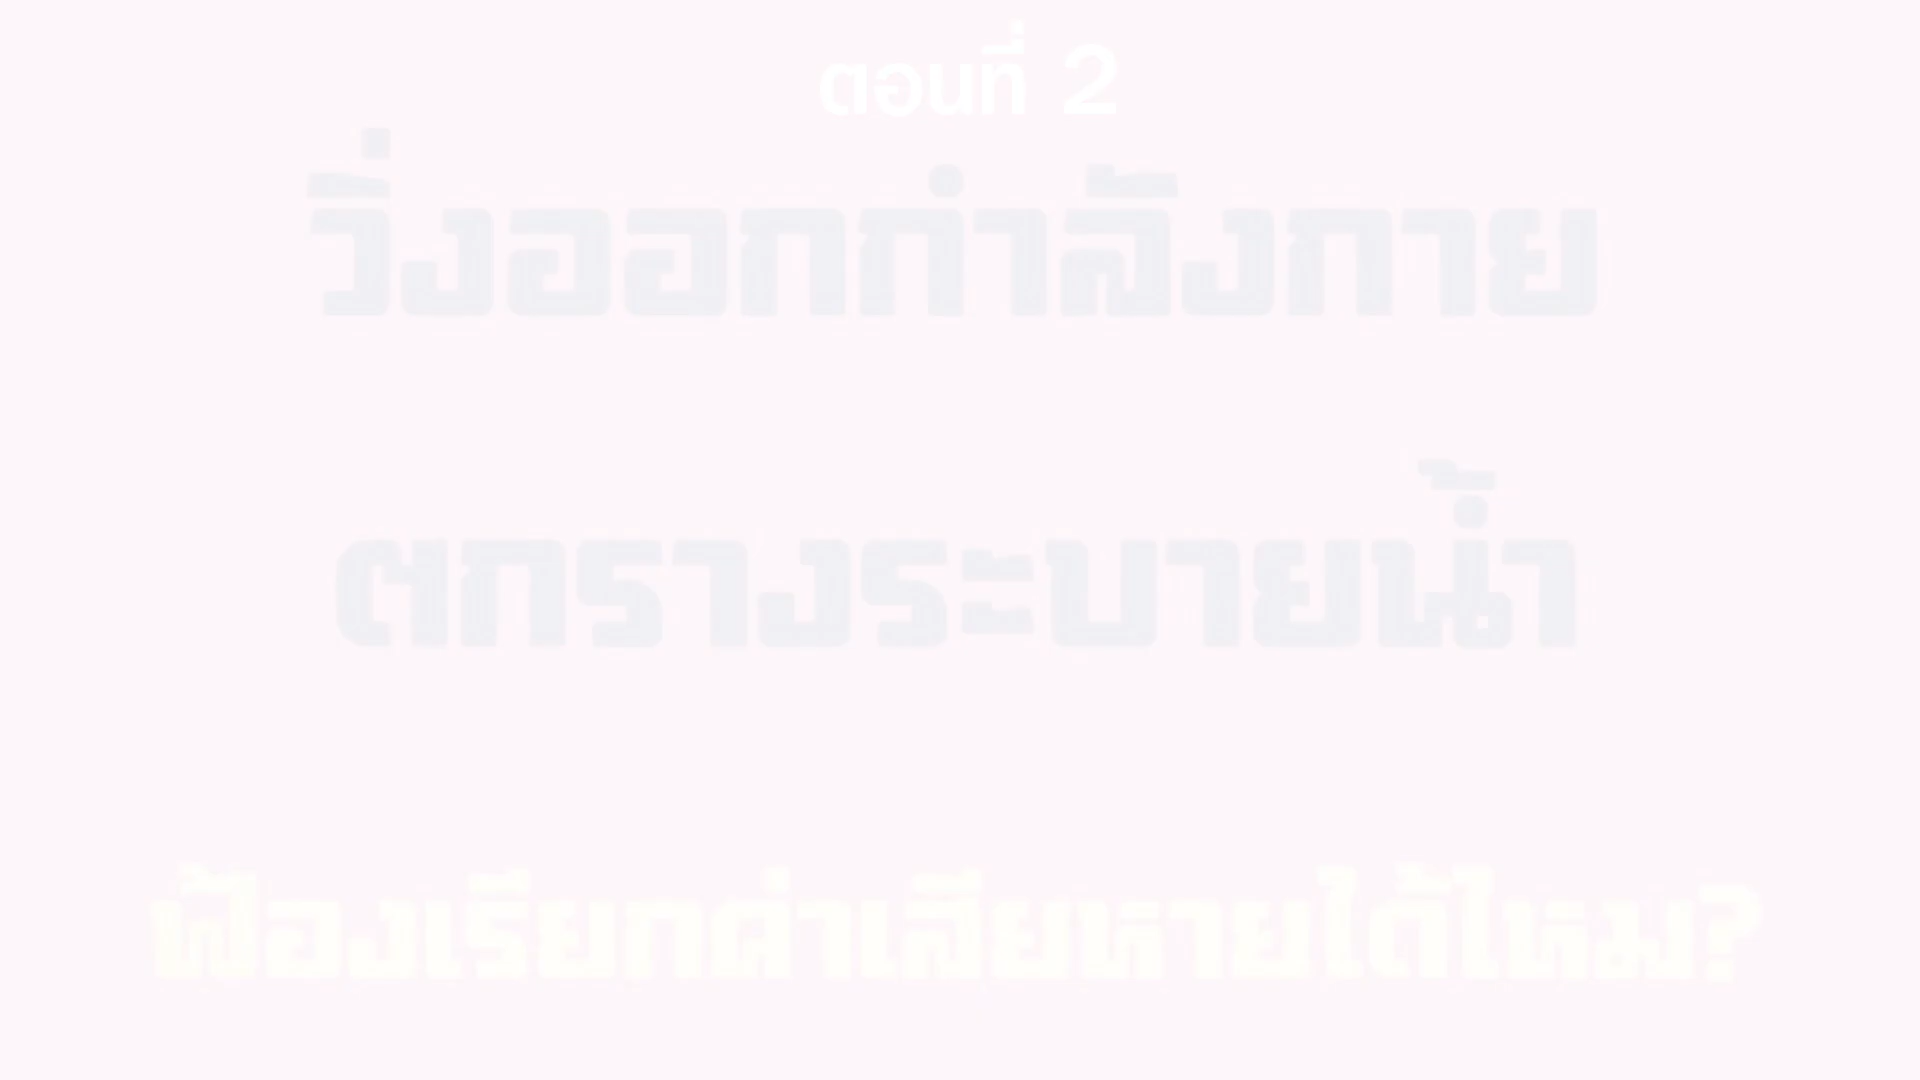 ตอนที่ 2
วิ่งออกกำลังกาย
ตกรางระบายน้ำ
ฟ้องเรียกค่าเสียหายได้ไหม?